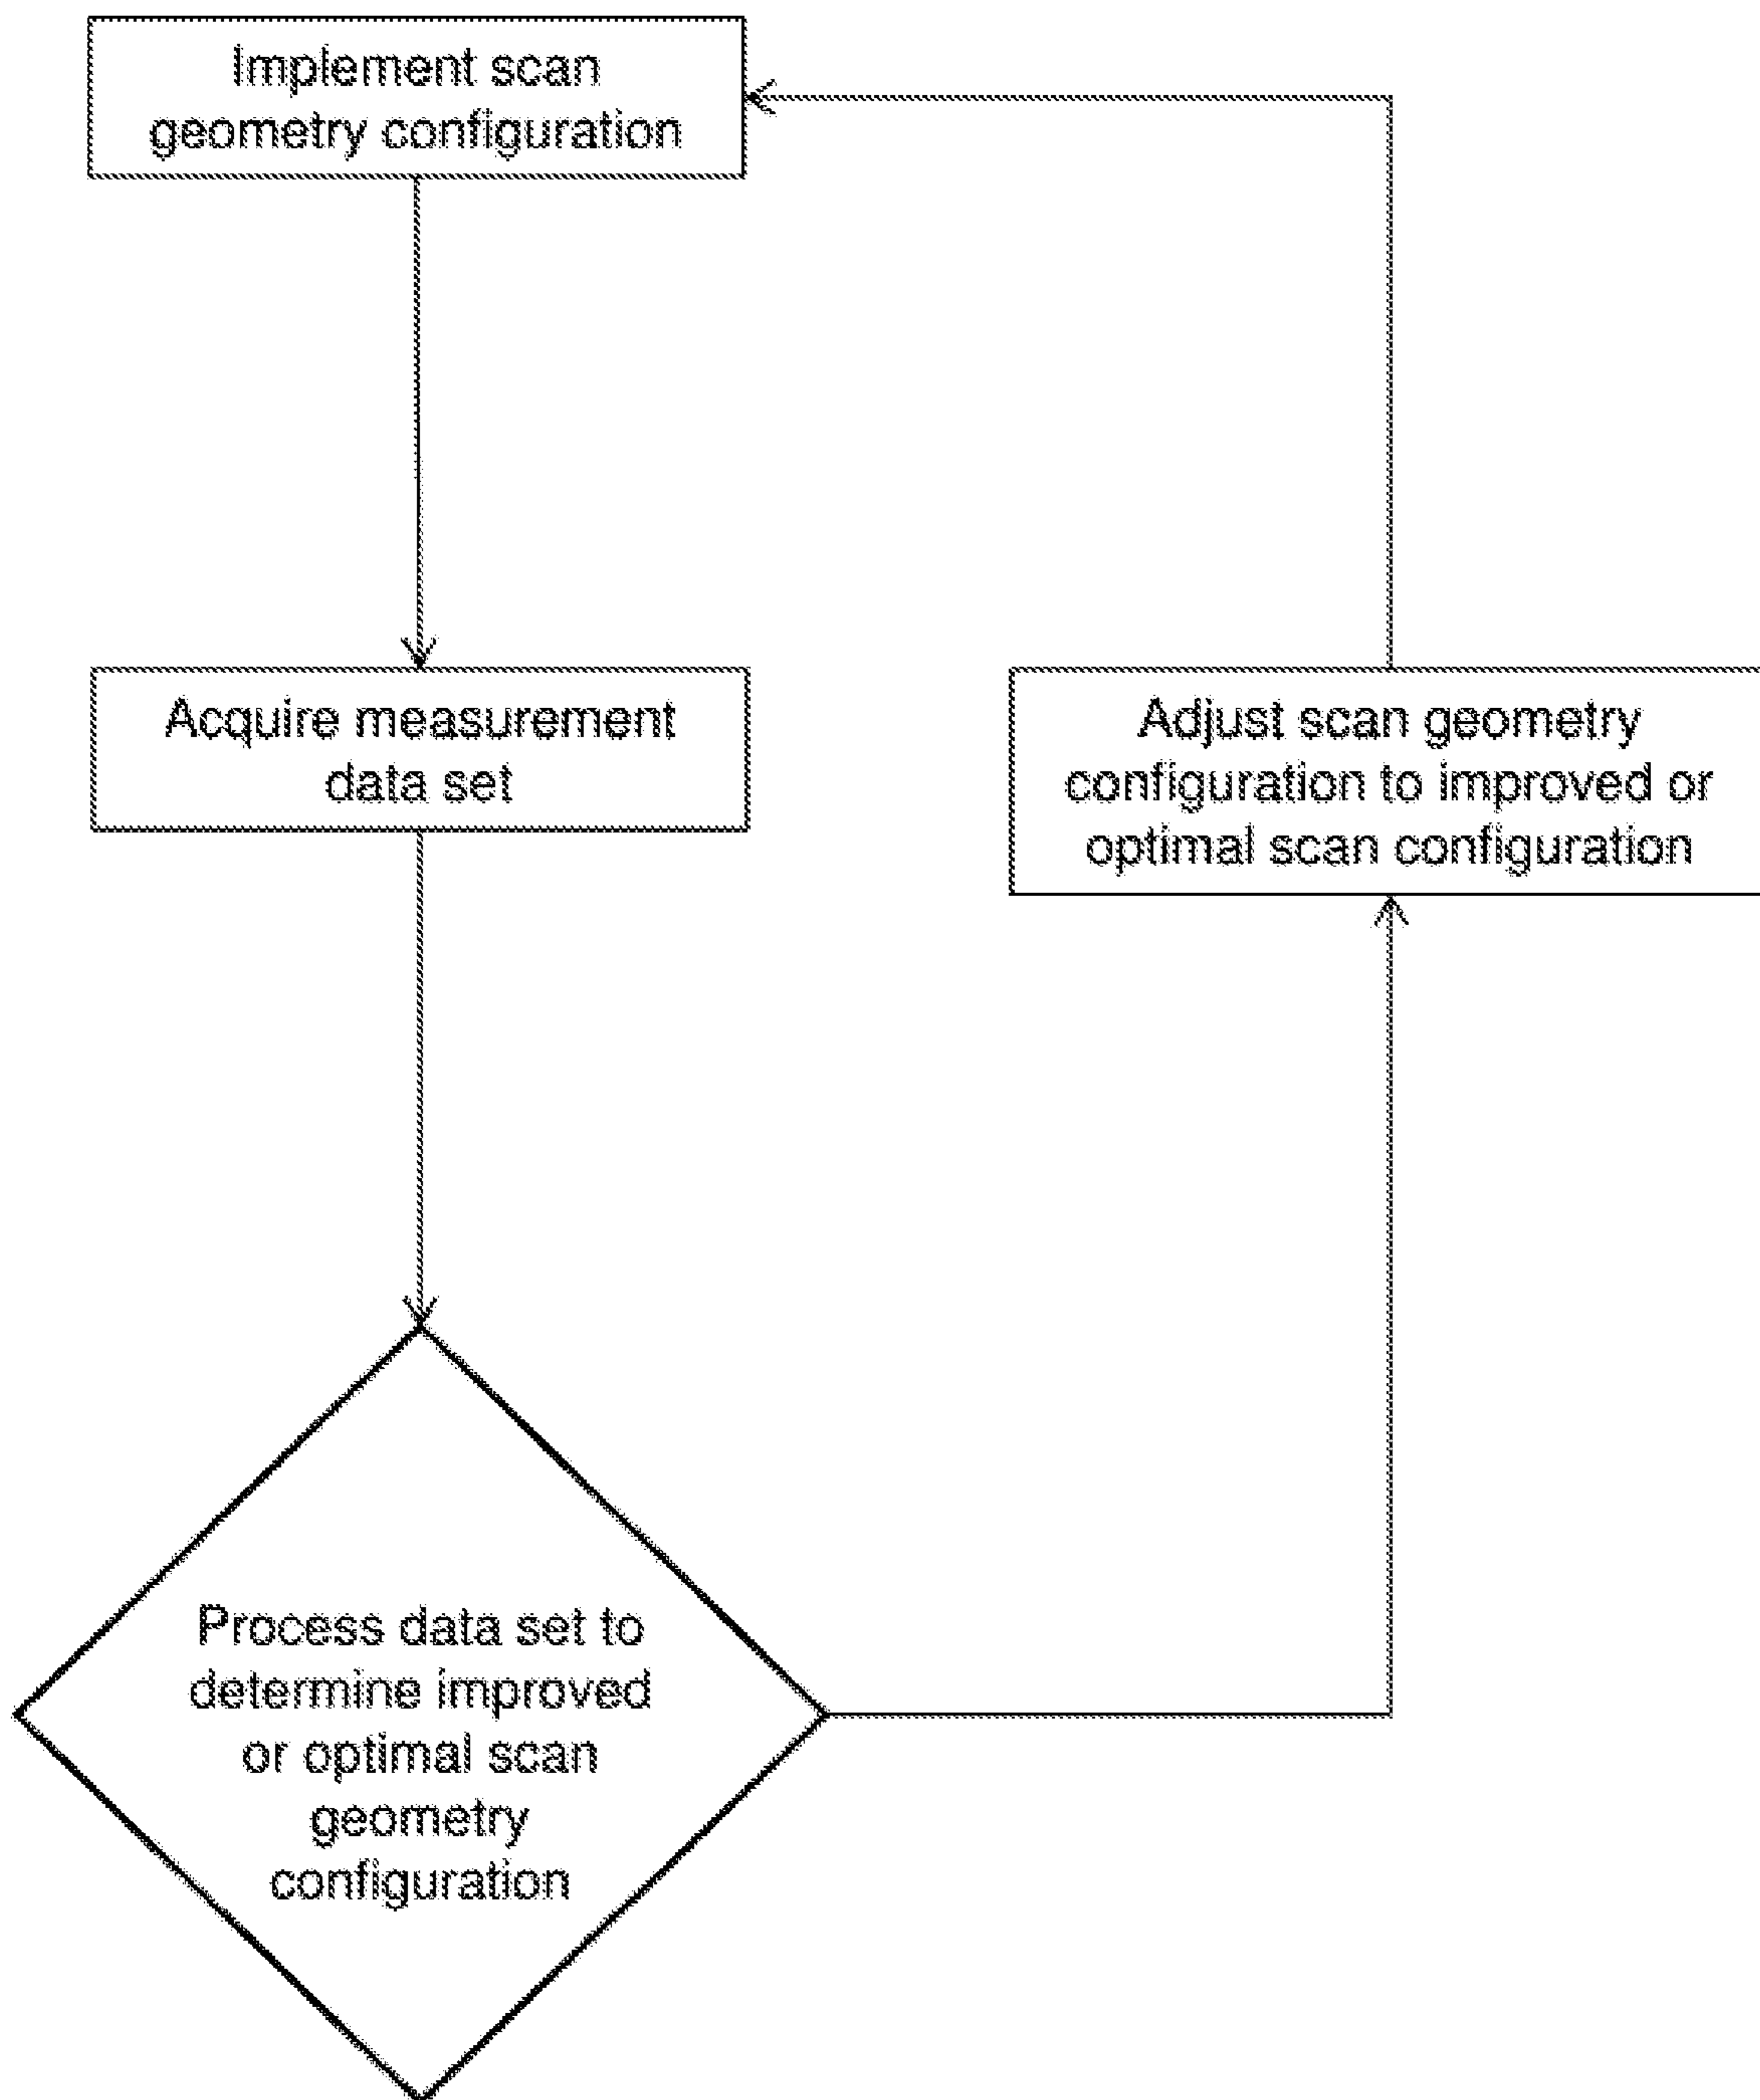 Implement scan
geometry configuration
Acquire measurement
data set
Adjust scan geometry
configuration to improved or
optimal scan configuration
Process data set to
determine improved
or optimal scan
geometry
configuration